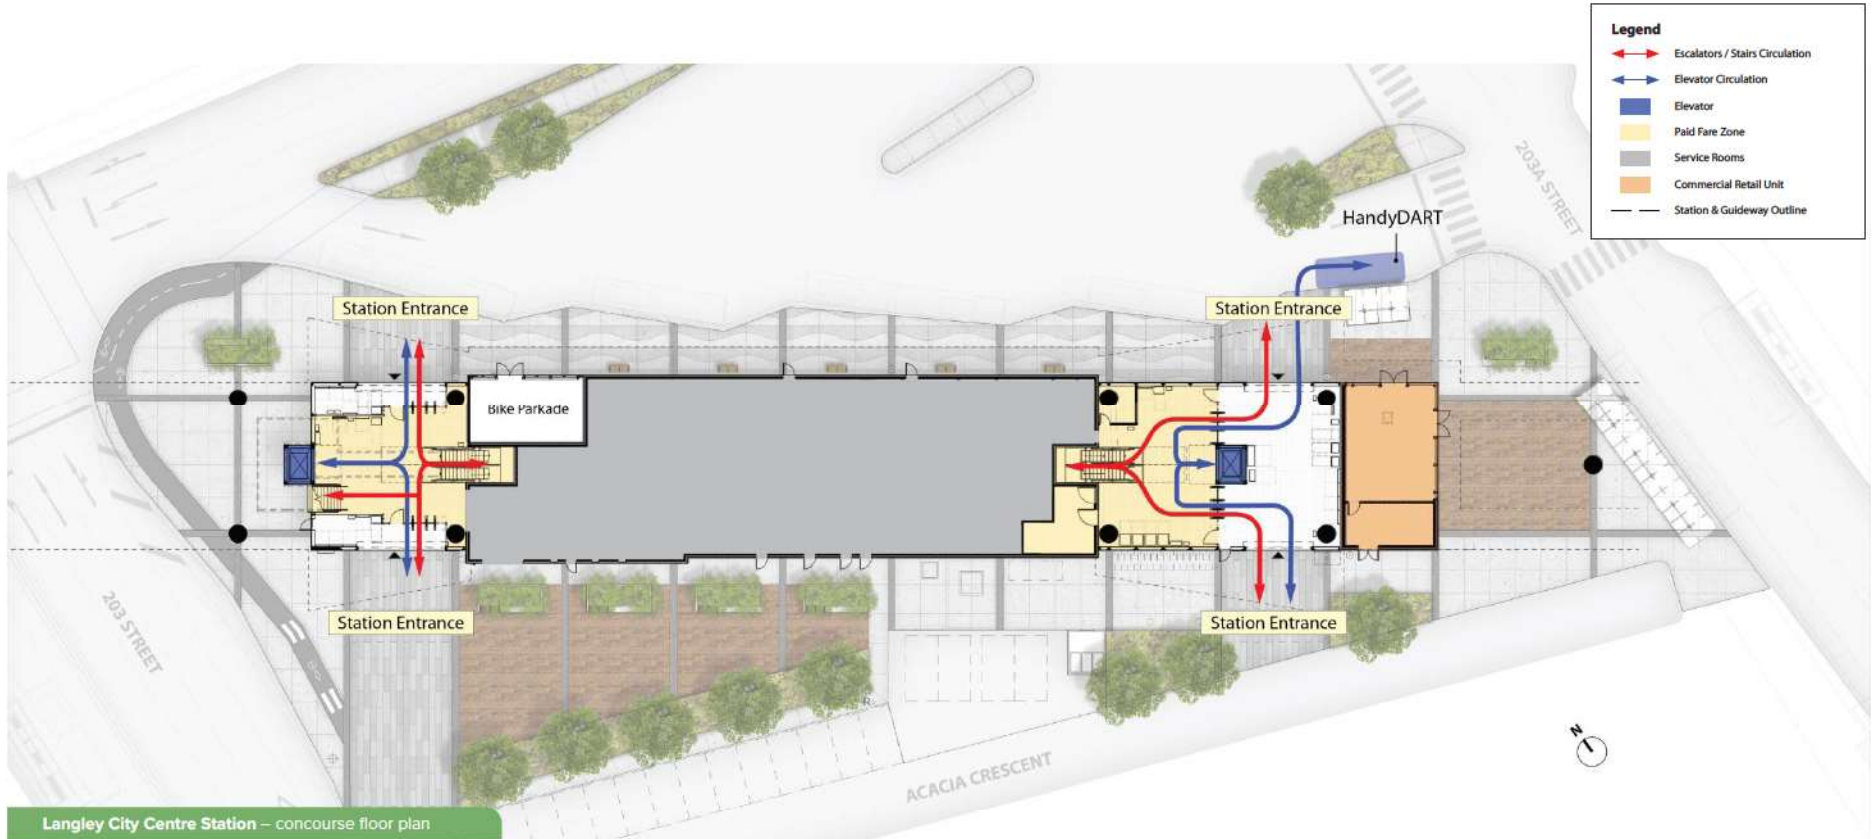 Legend
Escalators / Stairs Circulation
Elevator Circulation
Elevator
Paid Fare Zone
Service Rooms
Commercial Retail Unit
Station & Guideway Outline
203A STREET
HandyDART
Station Entrance
Station Entrance
Bike Parkade
203 STREET
Station Entrance
Station Entrance
ACACIA CRESCENT
N
Langley City Centre Station – concourse floor plan